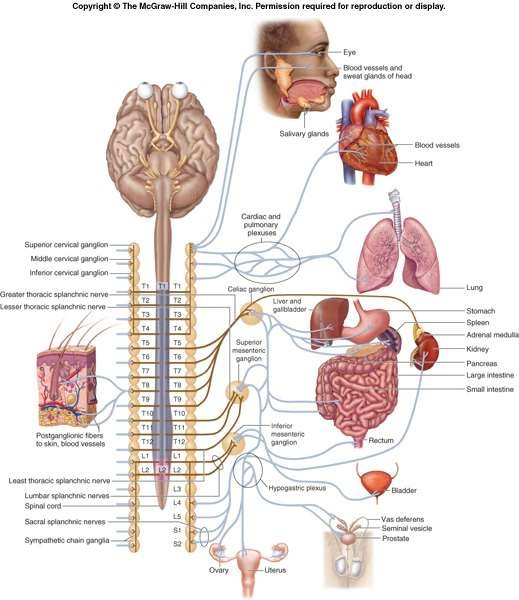 Copyright © The McGraw-Hill Companies, Inc. Permission required for reproduction or display.
Eye
Blood vessels and
sweat glands of head
Salivary glands
Blood vessels
Heart
Cardiac and
pulmonary
plexuses
Superior cervical ganglion
Middle cervical ganglion
Inferior cervical ganglion
Lung
Greater thoracic splanchnic nerve
Lesser thoracic splanchnic nerve
Celiac ganglion
Liver and
gallbladder
Stomach
Spleen
Adrenal medulla
Kidney
Pancreas
Large intestine
Small intestine
Superior
mesenteric
ganglion
Rectum
Postganglionic fibers
to skin, blood vessels
Inferior
mesenteric
ganglion
Least thoracic splanchnic nerve
Lumbar splanchnic nerves
Spinal cord
Sacral splanchnic nerves
Sympathetic chain ganglia
Hypogastric plexus
Bladder
Vas deferens
Seminal vesicle
Prostate
Ovary
Uterus
T1 T1 T1
T2 T2
T3 T3
T4 T4
T5 T5
T6 T6
T7 T7
T8 T8
T9 T9
T10 T10
T11 T11
T12 T12
L1 L1
L2 L2 L2
L3
L4
L5
S1
S2